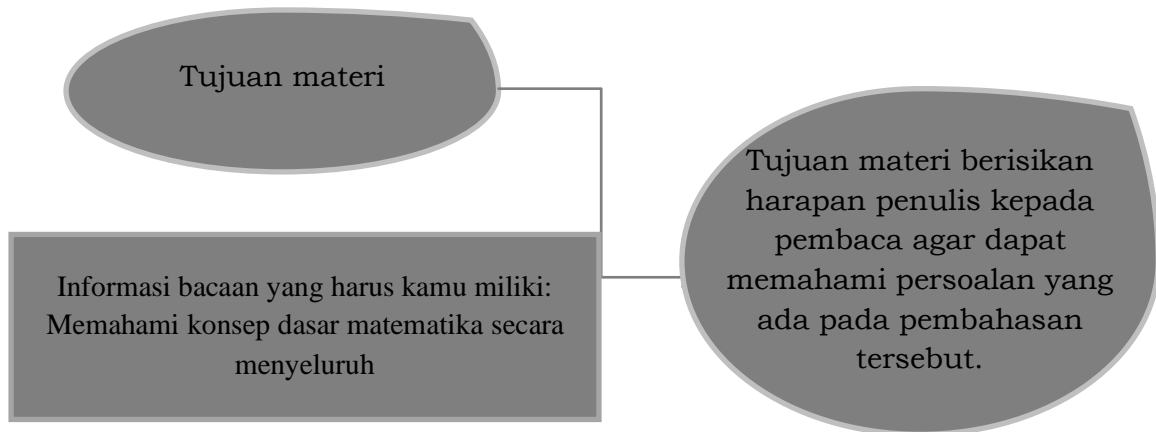 Tujuan materi
Informasi bacaan yang harus kamu miliki:
Memahami konsep dasar matematika secara
menyeluruh
Tujuan materi berisikan
harapan penulis kepada
pembaca agar dapat
memahami persoalan yang
ada pada pembahasan
tersebut.